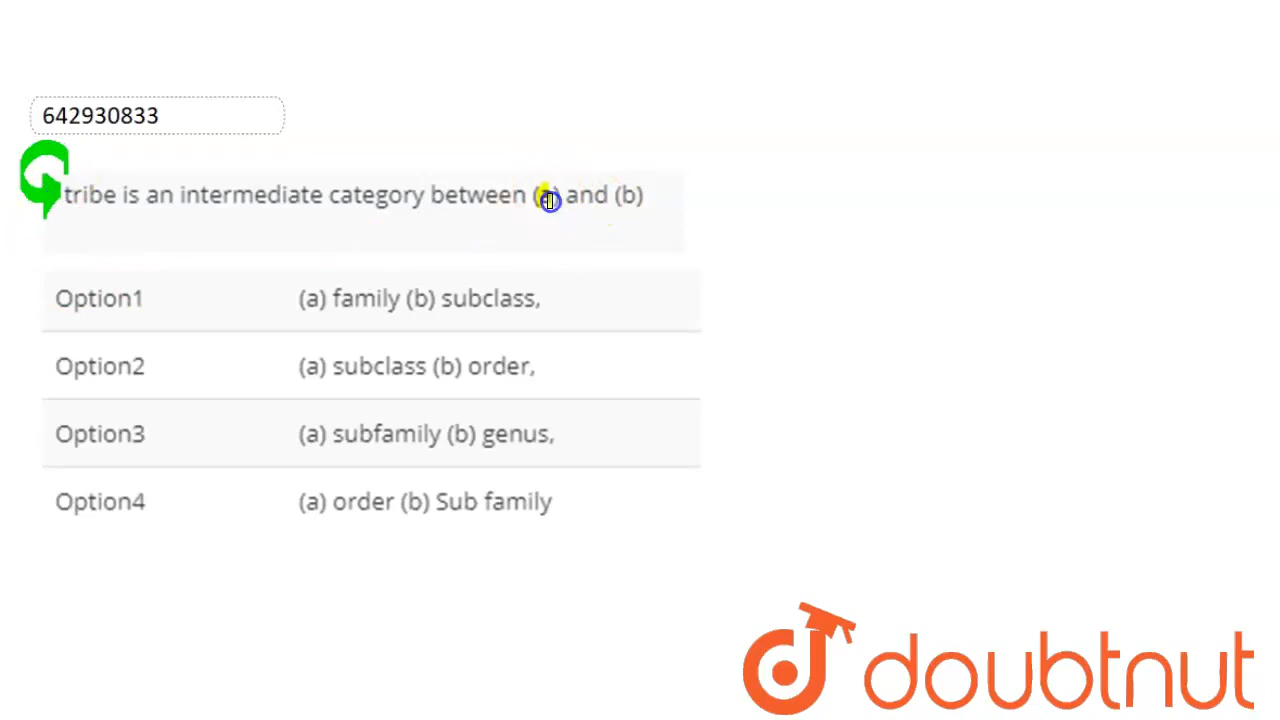 642930833
tribe is an intermediate category between (a) and (b)
Option1 (a) family (b) subclass,
Option2 (a) subclass (b) order,
Option3 (a) subfamily (b) genus,
Option4 (a) order (b) Sub family
doubtnut